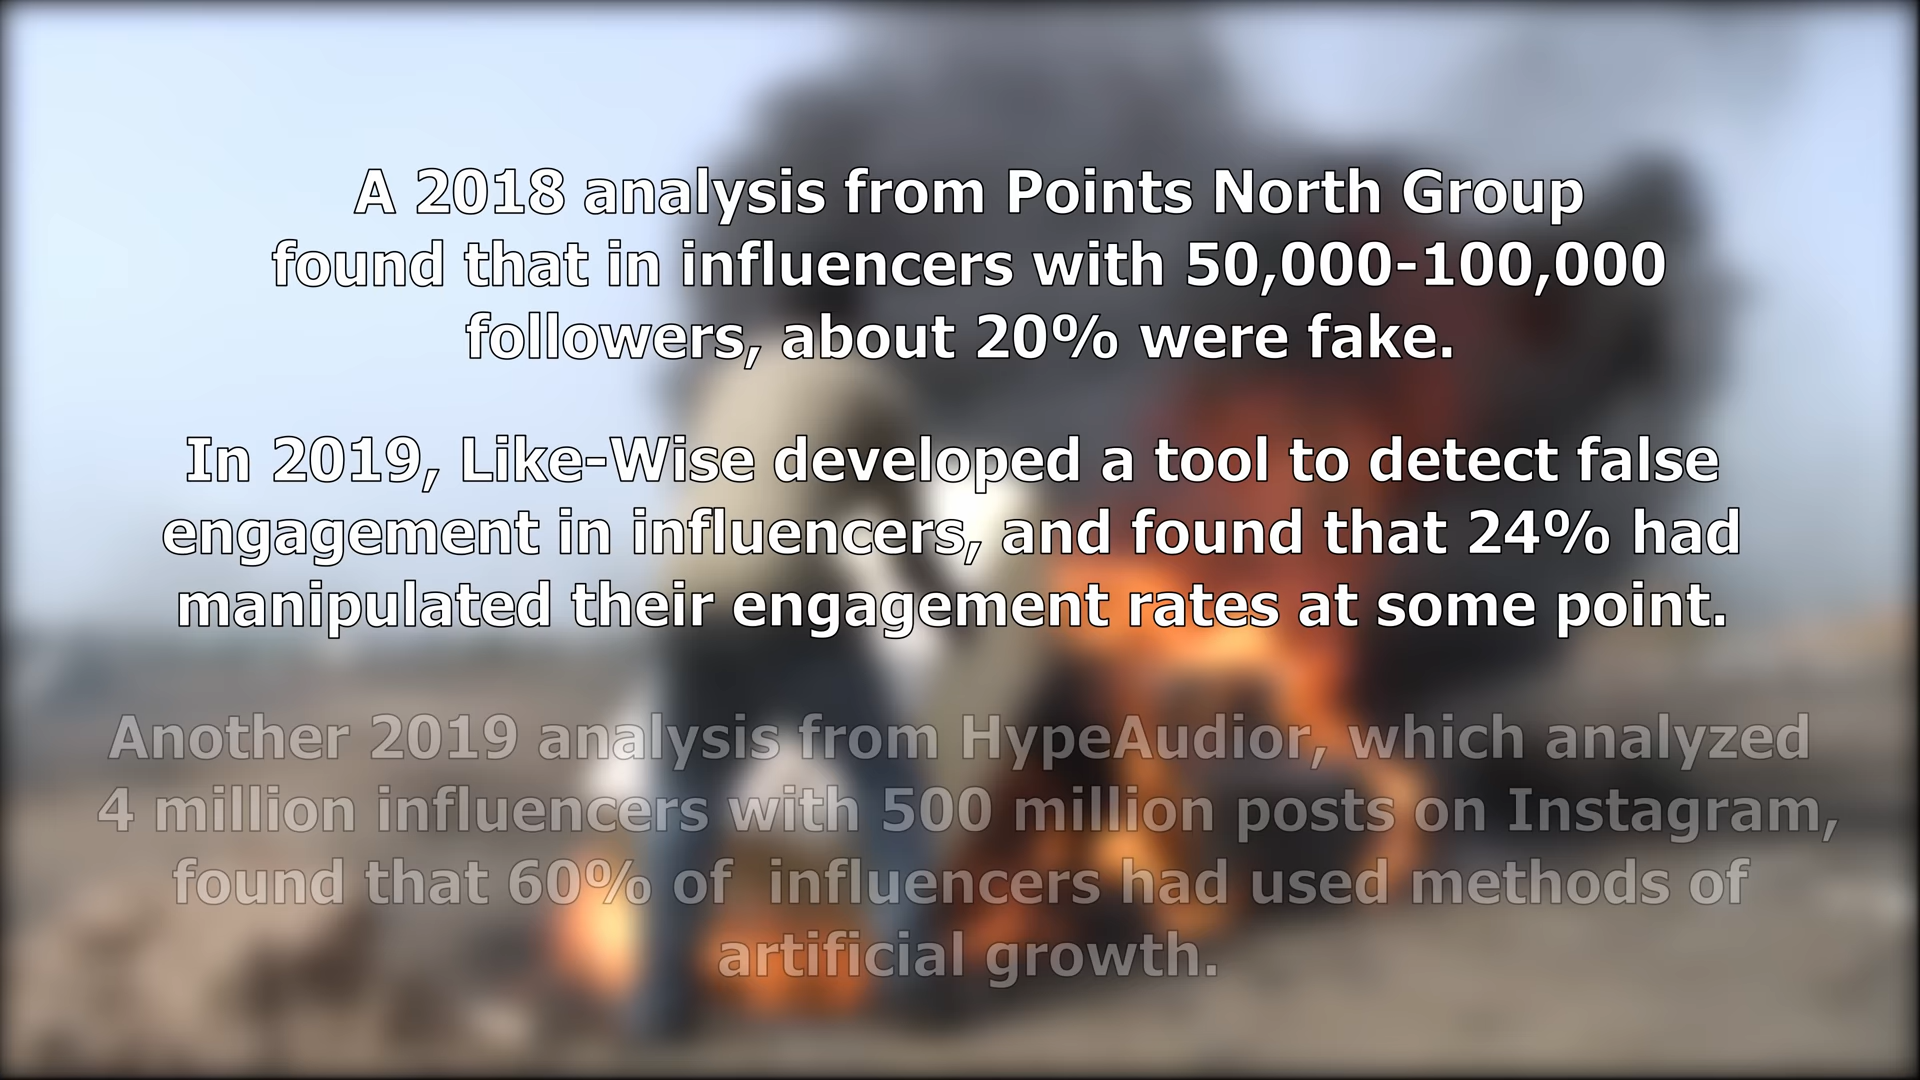 A 2018 analysis from Points North Group
found that in influencers with 50,000-100,000
followers, about 20% were fake.
In 2019, Like-Wise developed a tool to detect false
engagement in influencers, and found that 24% had
manipulated their engagement rates at some point.
Another 2019 analysis from HypeAudior, which analyzed
4 million influencers with 500 million posts on Instagram,
found that 60% of  influencers had used methods of
artificial growth.